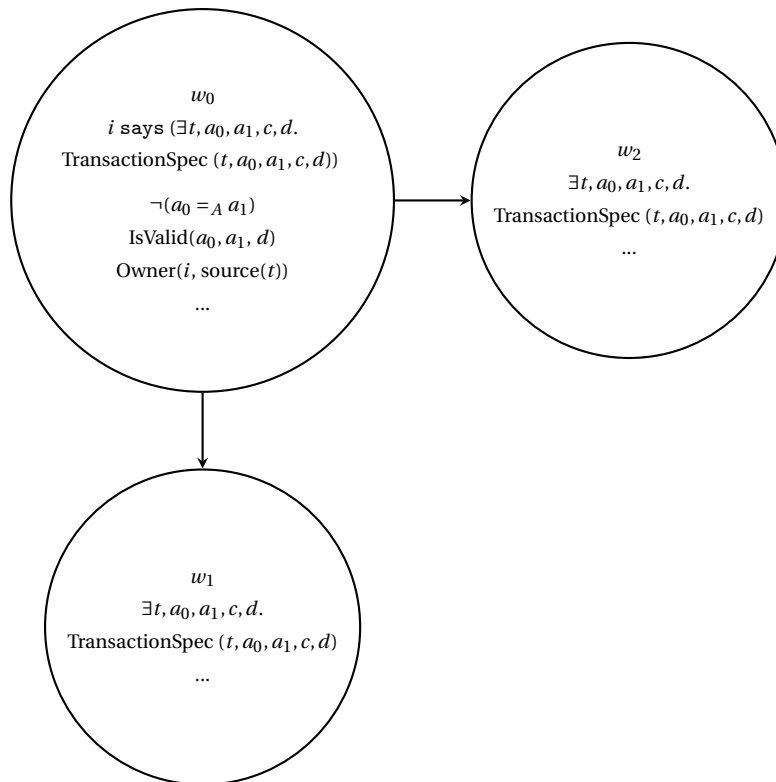 w₀
i says (∃t, a₀, a₁, c, d.
TransactionSpec (t, a₀, a₁, c, d))
¬(a₀ =_A a₁)
IsValid(a₀, a₁, d)
Owner(i, source(t))
...
w₂
∃t, a₀, a₁, c, d.
TransactionSpec (t, a₀, a₁, c, d)
...
w₁
∃t, a₀, a₁, c, d.
TransactionSpec (t, a₀, a₁, c, d)
...